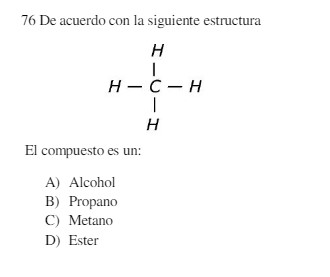 76 De acuerdo con la siguiente estructura
H
|
H — C — H
|
H
El compuesto es un:
A) Alcohol
B) Propano
C) Metano
D) Ester